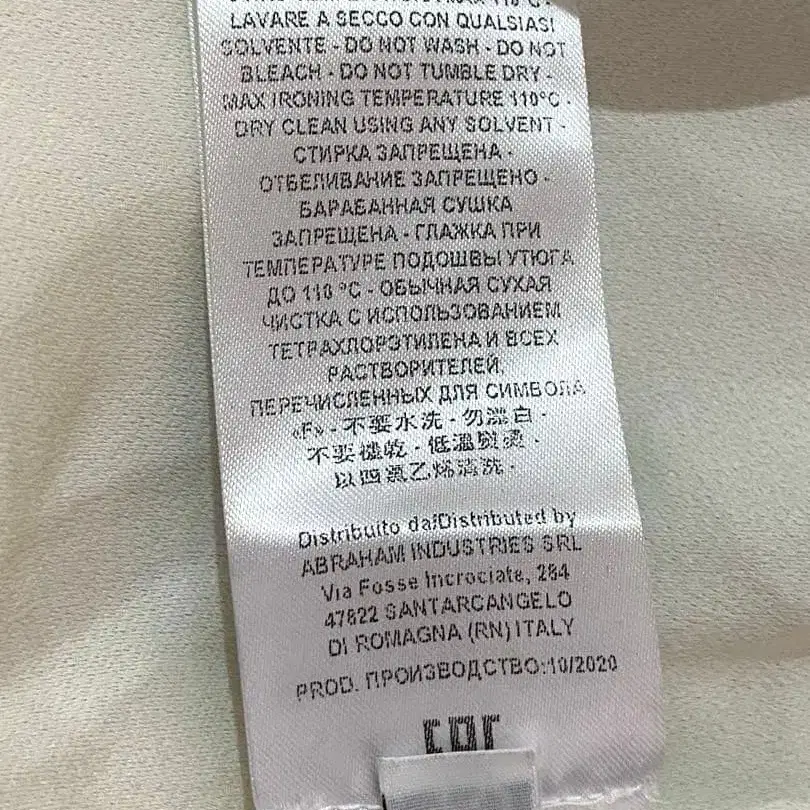 LAVARE A SECCO CON QUALSIASI
SOLVENTE - DO NOT WASH - DO NOT
BLEACH - DO NOT TUMBLE DRY -
MAX IRONING TEMPERATURE 110°C -
DRY CLEAN USING ANY SOLVENT -
СТИРКА ЗАПРЕЩЕНА -
ОТБЕЛИВАНИЕ ЗАПРЕЩЕНО -
БАРАБАННАЯ СУШКА
ЗАПРЕЩЕНА - ГЛАЖКА ПРИ
ТЕМПЕРАТУРЕ ПОДОШВЫ УТЮГА
ДО 110 °C - ОБЫЧНАЯ СУХАЯ
ЧИСТКА С ИСПОЛЬЗОВАНИЕМ
ТЕТРАХЛОРЭТИЛЕНА И ВСЕХ
РАСТВОРИТЕЛЕЙ,
ПЕРЕЧИСЛЕННЫХ ДЛЯ СИМВОЛА
«F» - 不要水洗 - 勿漂白 -
不要機乾 - 低溫熨燙 -
以四氯乙烯清洗 -
Distribuito da/Distributed by
ABRAHAM INDUSTRIES SRL
Via Fosse Incrociate, 284
47822 SANTARCANGELO
DI ROMAGNA (RN) ITALY
PROD. ПРОИЗВОДСТВО:10/2020
EAC